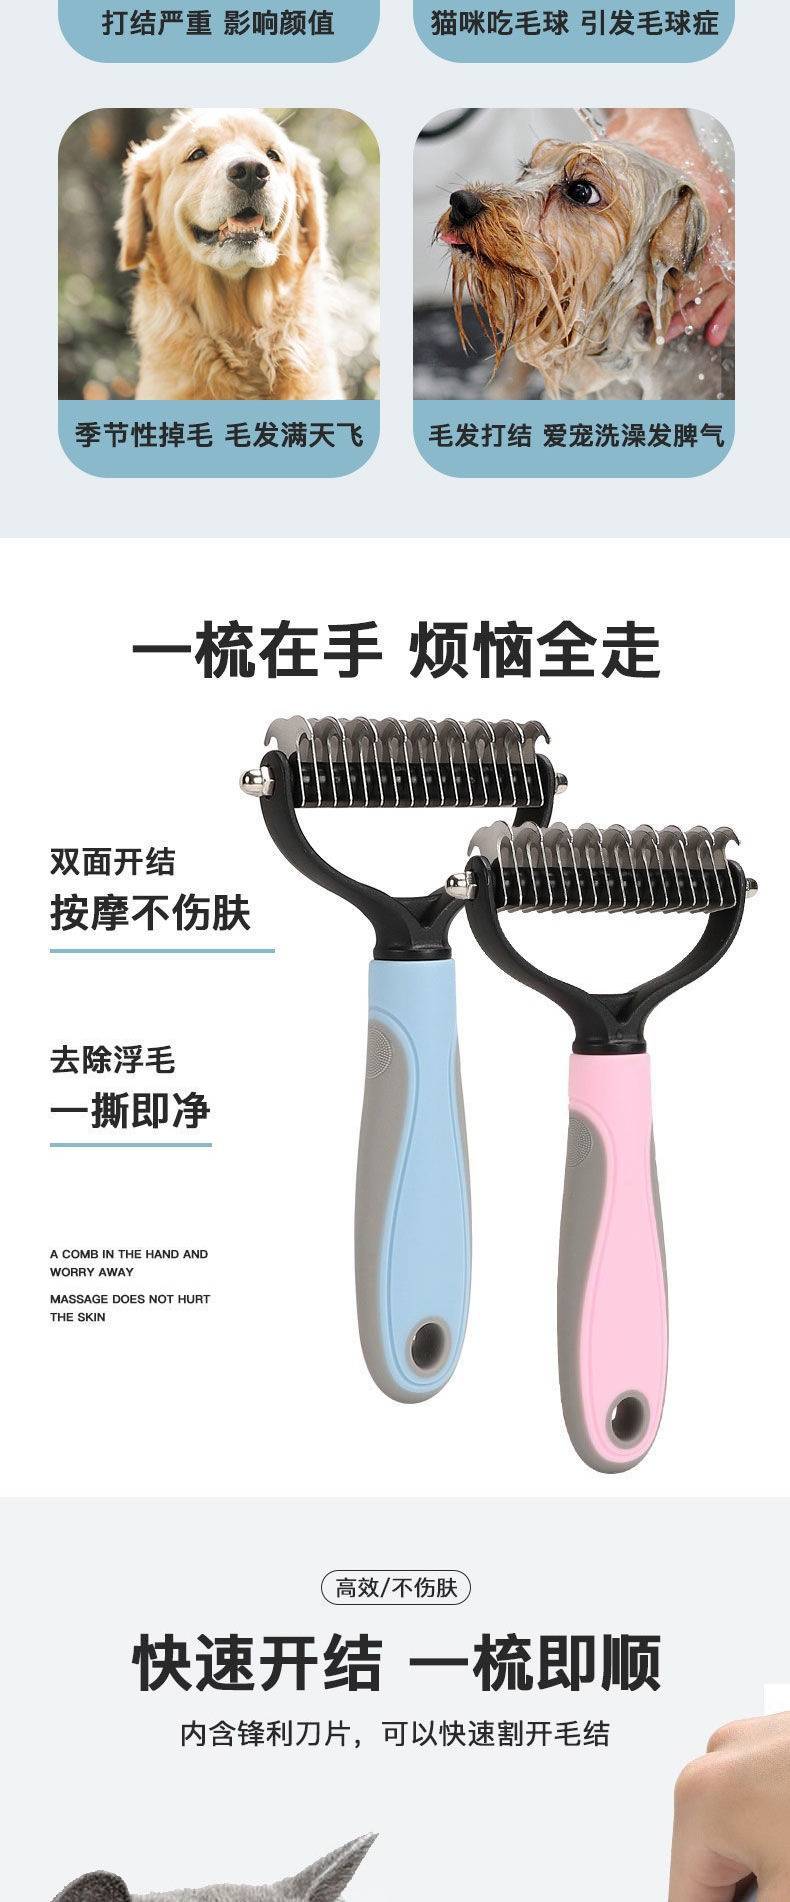 打结严重 影响颜值
猫咪吃毛球 引发毛球症
季节性掉毛 毛发满天飞
毛发打结 爱宠洗澡发脾气
一梳在手 烦恼全走
双面开结
按摩不伤肤
去除浮毛
一撕即净
A COMB IN THE HAND AND
WORRY AWAY
MASSAGE DOES NOT HURT
THE SKIN
高效/不伤肤
快速开结 一梳即顺
内含锋利刀片，可以快速割开毛结